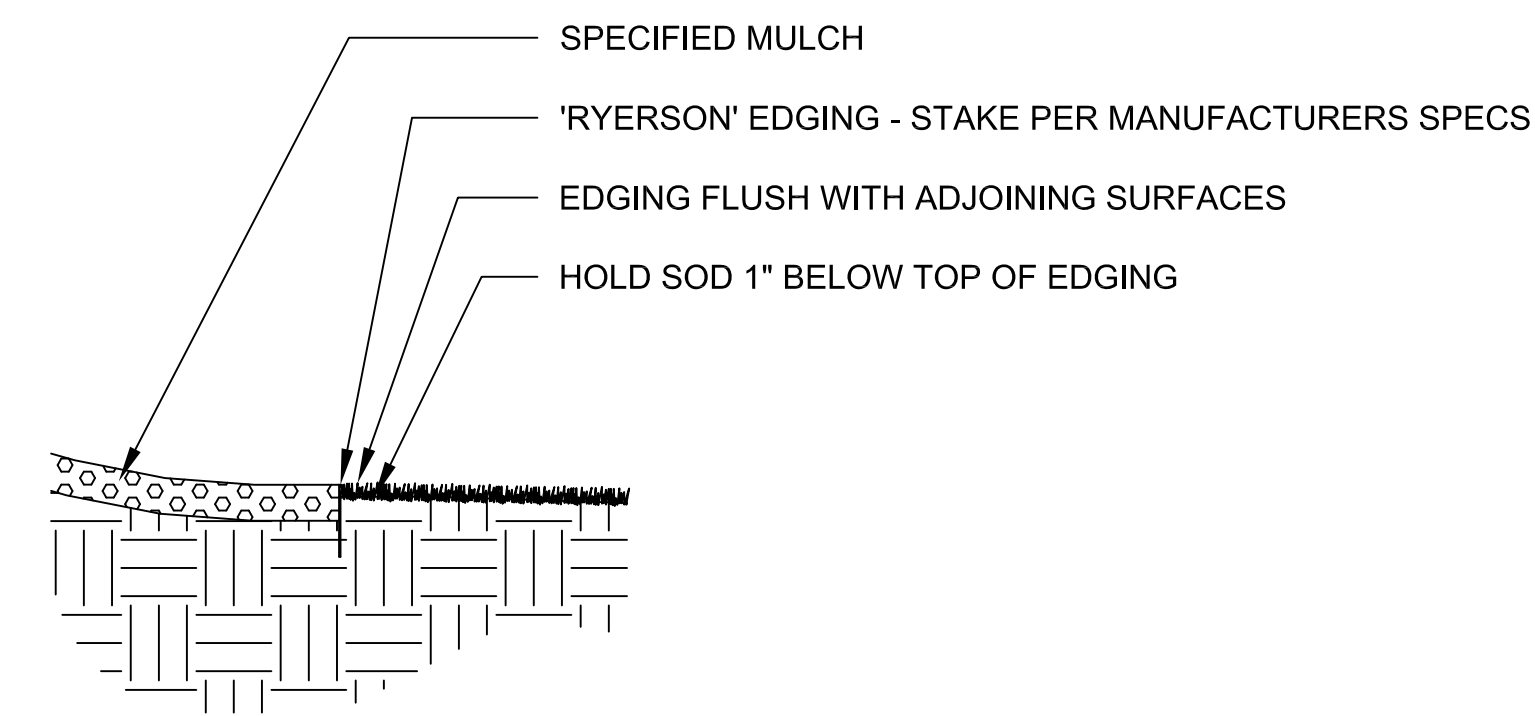 SPECIFIED MULCH
'RYERSON' EDGING - STAKE PER MANUFACTURERS SPECS
EDGING FLUSH WITH ADJOINING SURFACES
HOLD SOD 1" BELOW TOP OF EDGING